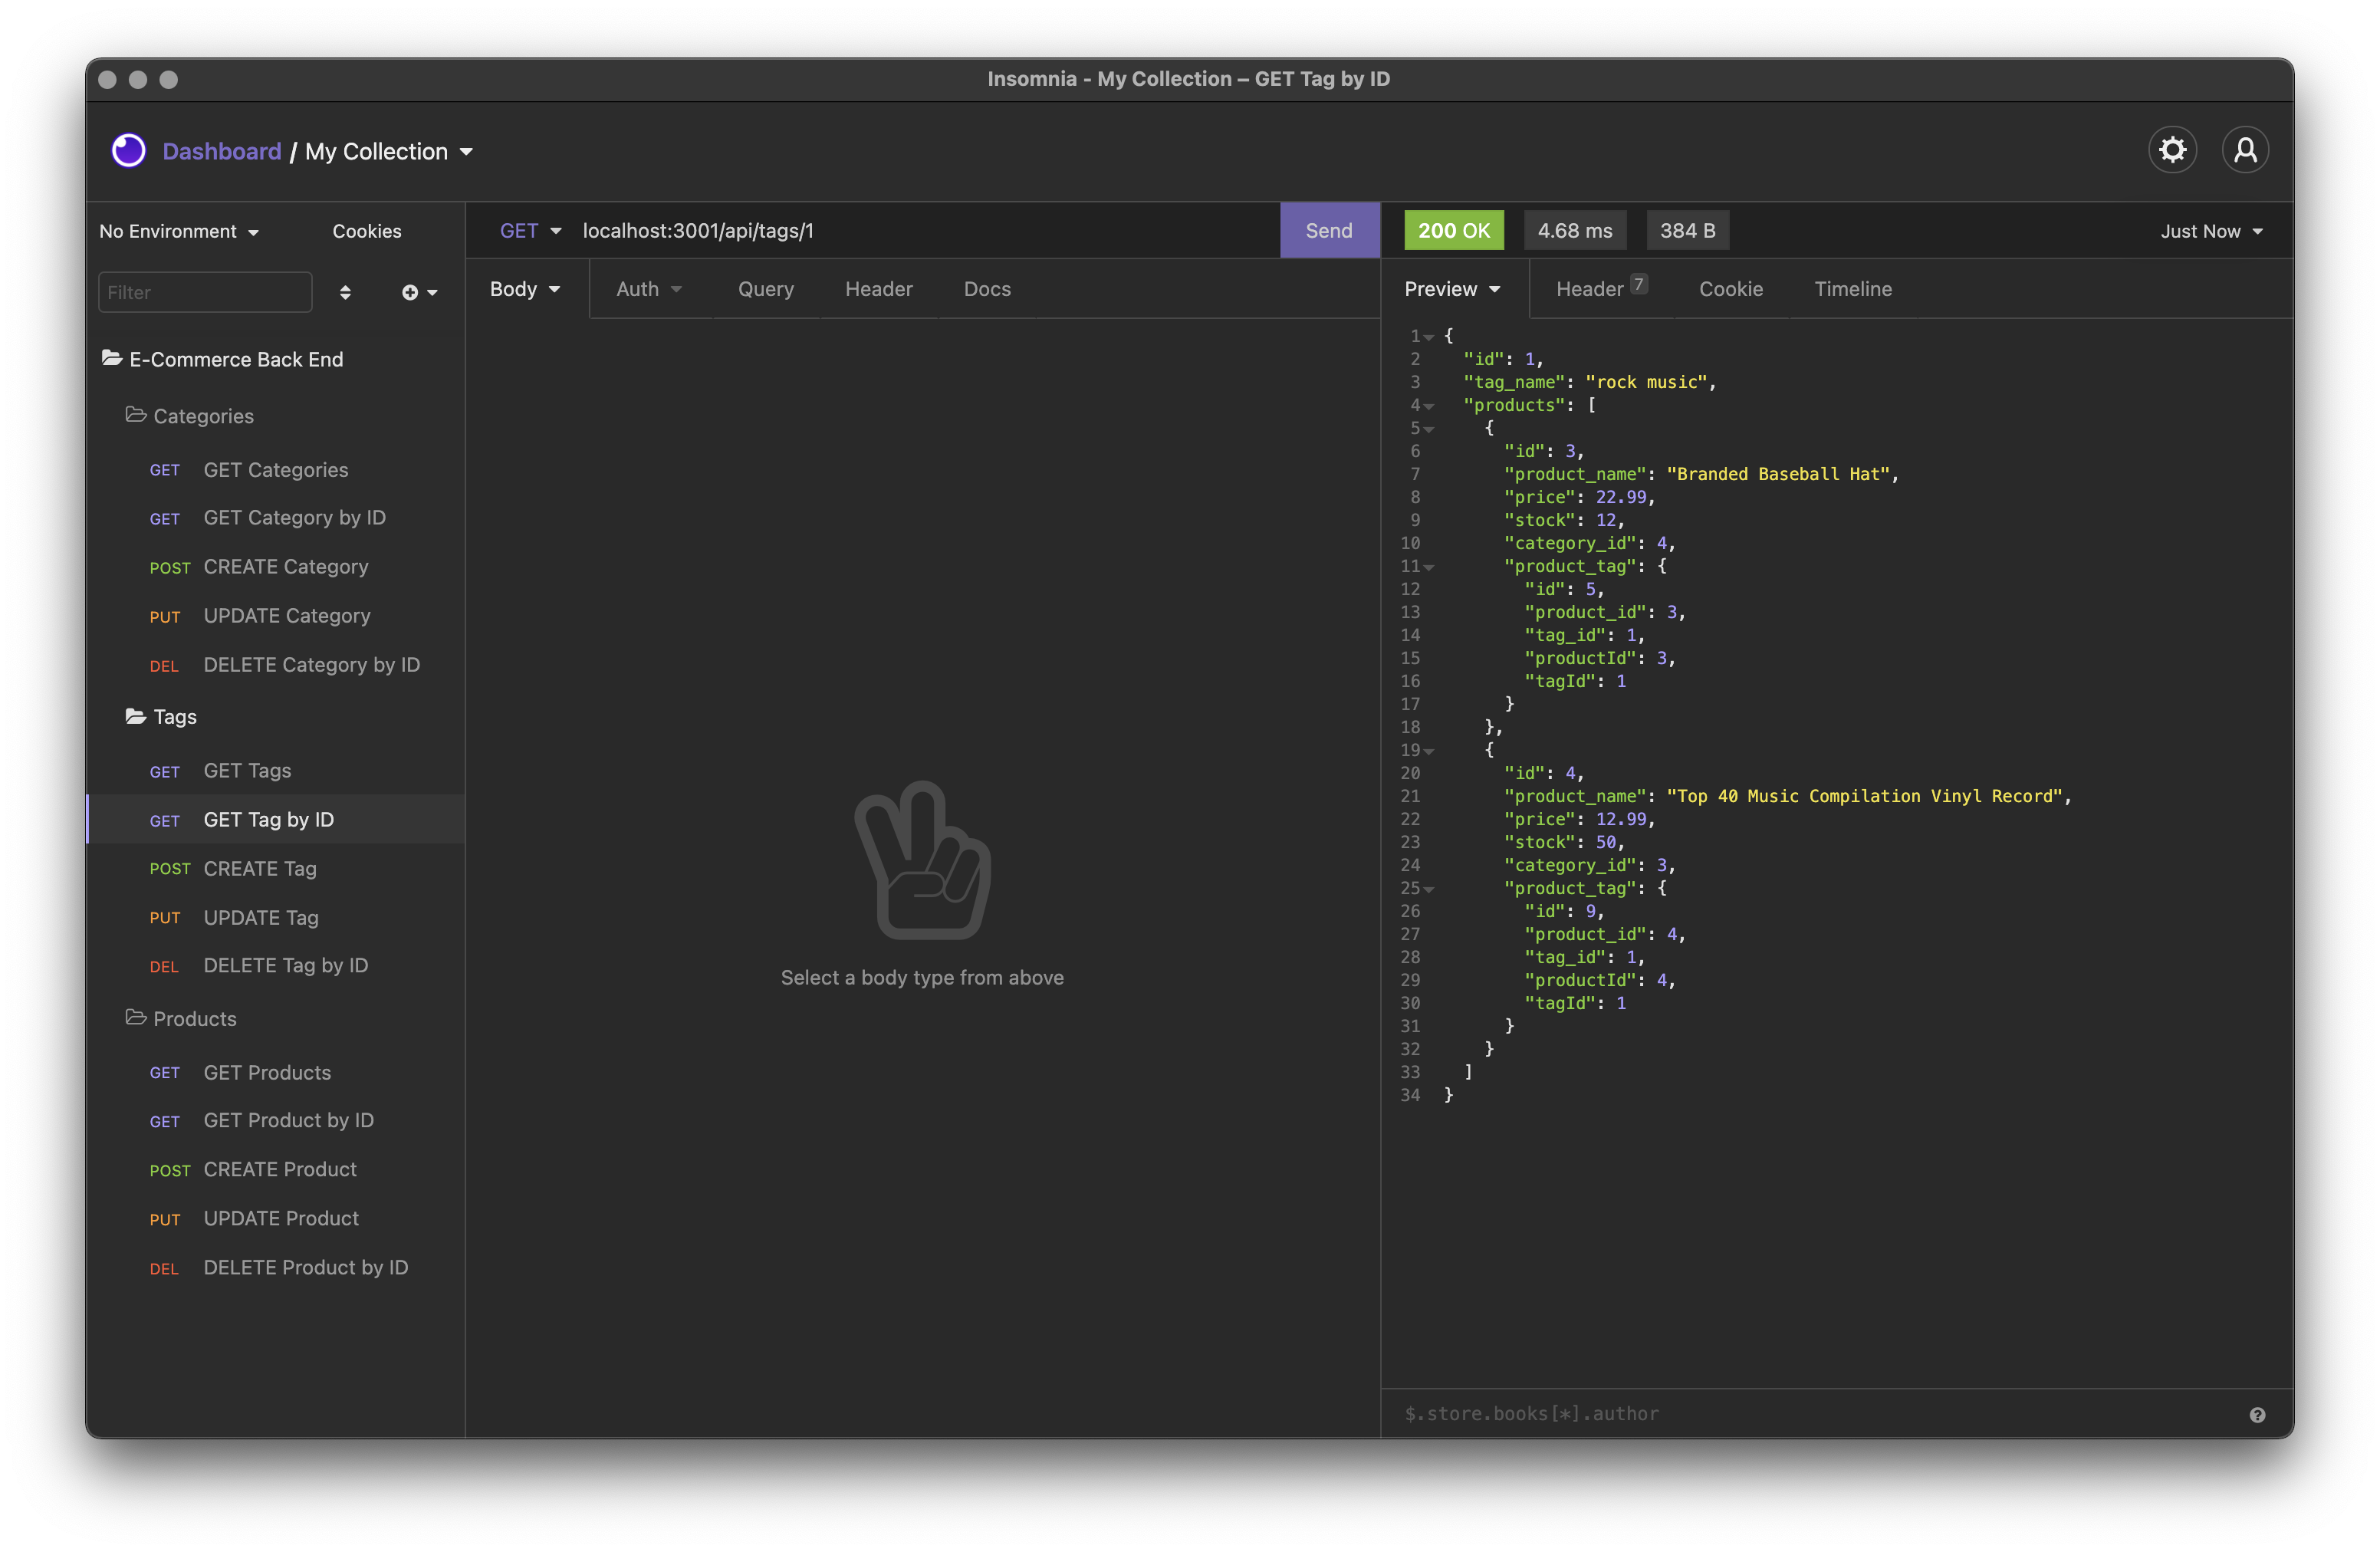 Insomnia - My Collection – GET Tag by ID
Dashboard / My Collection
No Environment
Cookies
Filter
E-Commerce Back End
Categories
GET GET Categories
GET GET Category by ID
POST CREATE Category
PUT UPDATE Category
DEL DELETE Category by ID
Tags
GET GET Tags
GET GET Tag by ID
POST CREATE Tag
PUT UPDATE Tag
DEL DELETE Tag by ID
Products
GET GET Products
GET GET Product by ID
POST CREATE Product
PUT UPDATE Product
DEL DELETE Product by ID
GET localhost:3001/api/tags/1 Send
Body Auth Query Header Docs
Select a body type from above
200 OK 4.68 ms 384 B Just Now
Preview Header 7 Cookie Timeline
1 {
2 "id": 1,
3 "tag_name": "rock music",
4 "products": [
5 {
6 "id": 3,
7 "product_name": "Branded Baseball Hat",
8 "price": 22.99,
9 "stock": 12,
10 "category_id": 4,
11 "product_tag": {
12 "id": 5,
13 "product_id": 3,
14 "tag_id": 1,
15 "productId": 3,
16 "tagId": 1
17 }
18 },
19 {
20 "id": 4,
21 "product_name": "Top 40 Music Compilation Vinyl Record",
22 "price": 12.99,
23 "stock": 50,
24 "category_id": 3,
25 "product_tag": {
26 "id": 9,
27 "product_id": 4,
28 "tag_id": 1,
29 "productId": 4,
30 "tagId": 1
31 }
32 }
33 ]
34 }
$.store.books[*].author